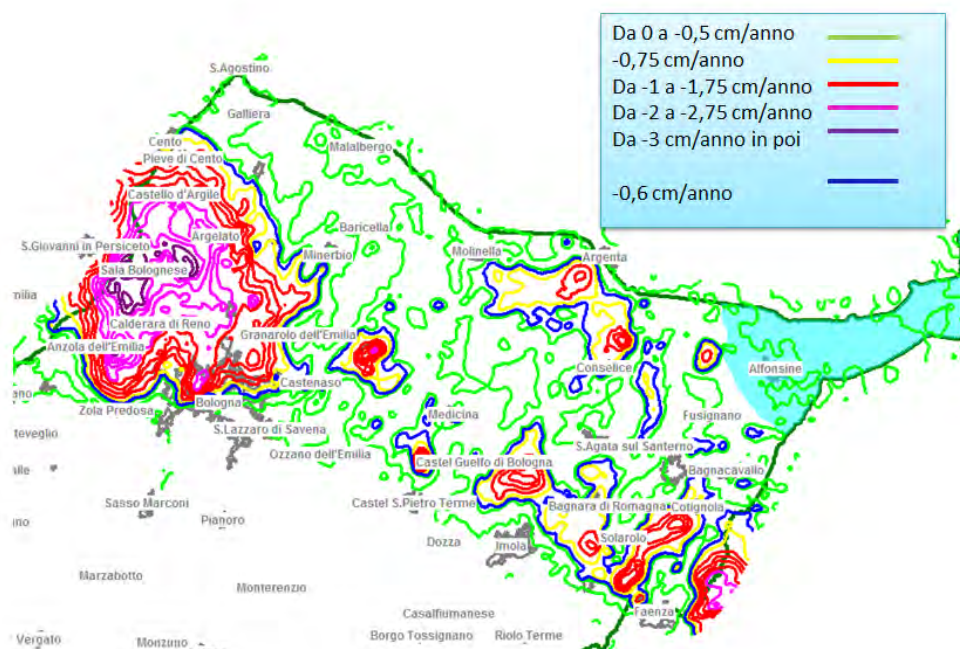 Da 0 a -0,5 cm/anno
-0,75 cm/anno
Da -1 a -1,75 cm/anno
Da -2 a -2,75 cm/anno
Da -3 cm/anno in poi
-0,6 cm/anno
S.Agostino
Galliera
Cento
Malalbergo
Pieve di Cento
Castello d'Argile
Baricella
Argelato
S.Giovanni in Persiceto
Minerbio
Molinella
Argenta
Sala Bolognese
milia
Calderara di Reno
Granarolo dell'Emilia
Anzola dell'Emilia
Conselice
Alfonsine
Castenaso
ano
Zola Predosa
Bologna
Medicina
Fusignano
S.Lazzaro di Savena
teveglio
Ozzano dell'Emilia
S.Agata sul Santerno
Castel Guelfo di Bologna
Bagnacavallo
alle
Sasso Marconi
Castel S.Pietro Terme
Bagnara di Romagna
Cotignola
ino
Pianoro
Dozza
Imola
Solarolo
Marzabotto
Monterenzio
Casalfiumanese
Faenza
Vergato
Monzuno
Borgo Tossignano
Riolo Terme